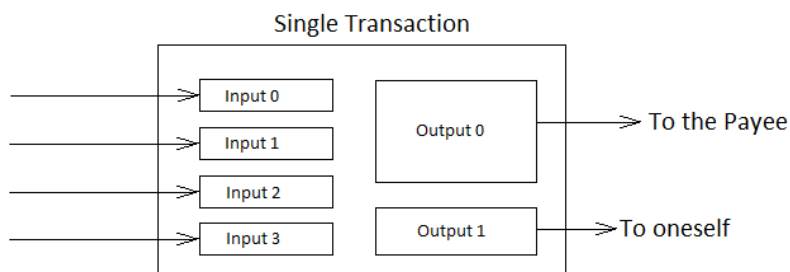 Single Transaction
Input 0
Input 1
Input 2
Input 3
Output 0
Output 1
To the Payee
To oneself